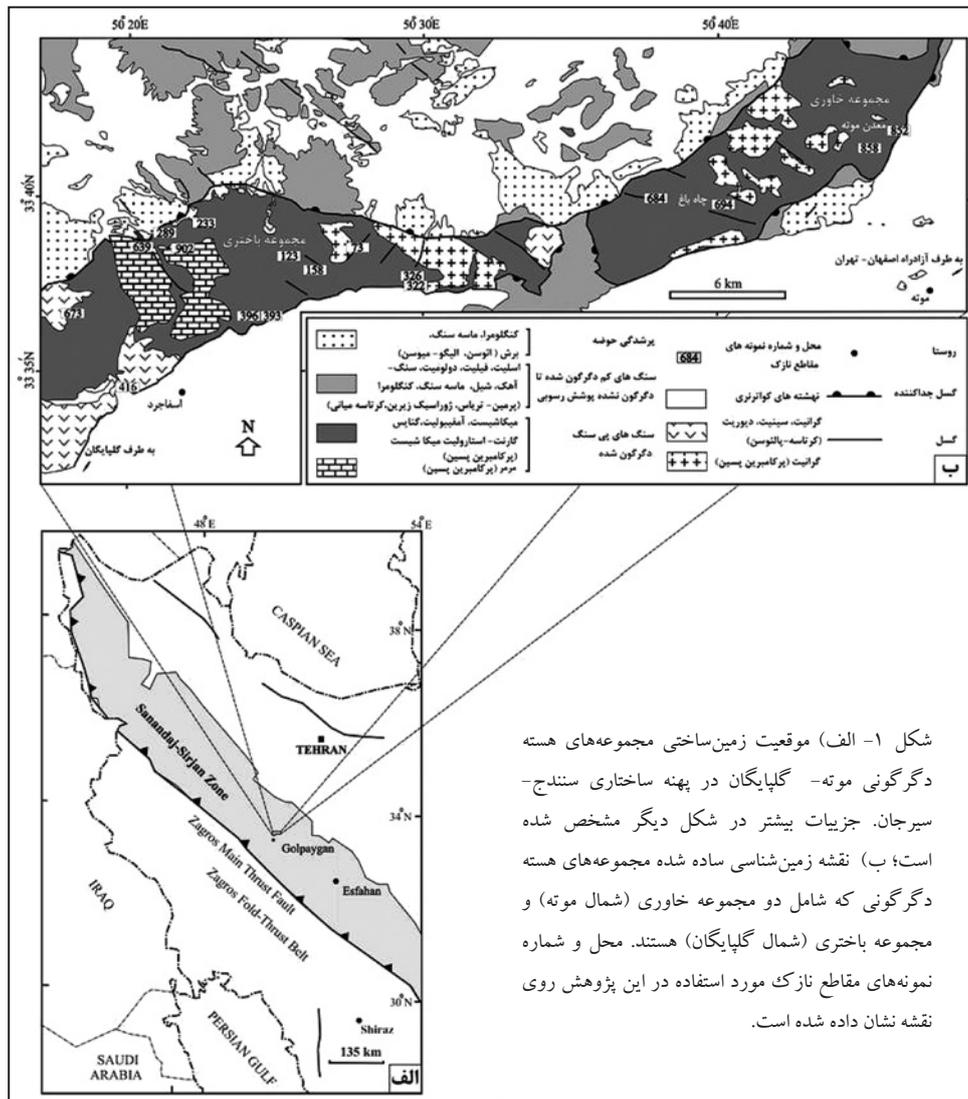 50 20E
50 30E
50 40E
33 40N
33 35N
مجموعه خاوری
معدن موته
852
858
684
چاه باغ
694
233
289
639
902
مجموعه باختری
123
158
73
326
322
396
393
673
416
اسفاجرد
N
به طرف گلپایگان
به طرف آزادراه اصفهان- تهران
موته
6 km
کنگلومرا، ماسه سنگ،
برش (ائوسن، الیگو- میوسن)
پرشدگی حوضه
اسلیت، فیلیت، دولومیت، سنگ-
آهک، شیل، ماسه سنگ، کنگلومرا
(پرمین- تریاس، ژوراسیک زیرین، کرتاسه میانی)
سنگ های کم دگرگون شده تا
دگرگون نشده پوشش رسوبی
میکاشیست، آمفیبولیت، گنایس
گارنت- استارولیت میکا شیست
(پرکامبرین پسین)
مرمر (پرکامبرین پسین)
سنگ های پی سنگ
دگرگون شده
684
محل و شماره نمونه های
مقاطع نازک
نهشته های کواترنری
گرانیت، سینیت، دیوریت
(کرتاسه-پالئوسن)
گرانیت (پرکامبرین پسین)
روستا
گسل جداکننده
گسل
ب
48 E
54 E
38 N
34 N
30 N
CASPIAN SEA
TEHRAN
Sanandaj-Sirjan Zone
Golpaygan
Zagros Main Thrust Fault
Zagros Fold-Thrust Belt
Esfahan
IRAQ
PERSIAN GULF
Shiraz
SAUDI
ARABIA
135 km
الف
شکل ۱- الف) موقعیت زمین‌ساختی مجموعه‌های هسته
دگرگونی موته- گلپایگان در پهنه ساختاری سنندج-
سیرجان. جزییات بیشتر در شکل دیگر مشخص شده
است؛ ب) نقشه زمین‌شناسی ساده شده مجموعه‌های هسته
دگرگونی که شامل دو مجموعه خاوری (شمال موته) و
مجموعه باختری (شمال گلپایگان) هستند. محل و شماره
نمونه‌های مقاطع نازک مورد استفاده در این پژوهش روی
نقشه نشان داده شده است.